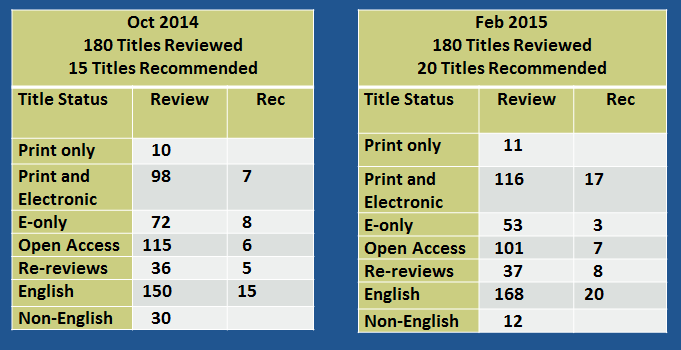 Oct 2014
180 Titles Reviewed
15 Titles Recommended
Title Status Review Rec
Print only 10
Print and 98 7
Electronic
E-only 72 8
Open Access 115 6
Re-reviews 36 5
English 150 15
Non-English 30
Feb 2015
180 Titles Reviewed
20 Titles Recommended
Title Status Review Rec
Print only 11
Print and 116 17
Electronic
E-only 53 3
Open Access 101 7
Re-reviews 37 8
English 168 20
Non-English 12